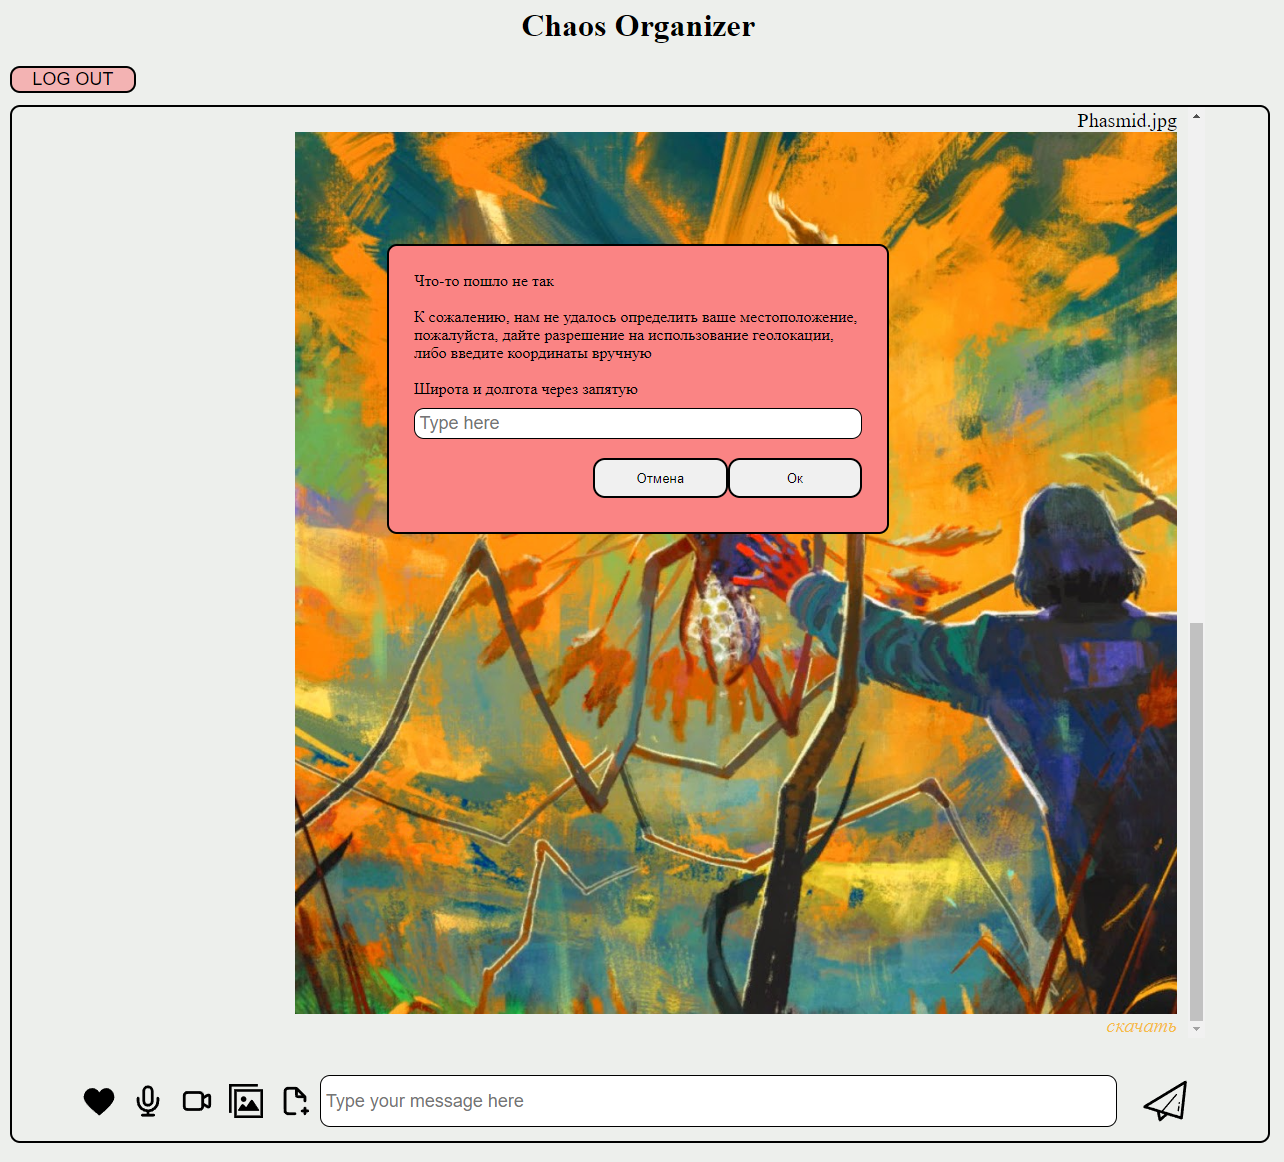 Chaos Organizer
LOG OUT
Phasmid.jpg
Что-то пошло не так
К сожалению, нам не удалось определить ваше местоположение,
пожалуйста, дайте разрешение на использование геолокации,
либо введите координаты вручную
Широта и долгота через запятую
Type here
Отмена
Ок
скачать
Type your message here